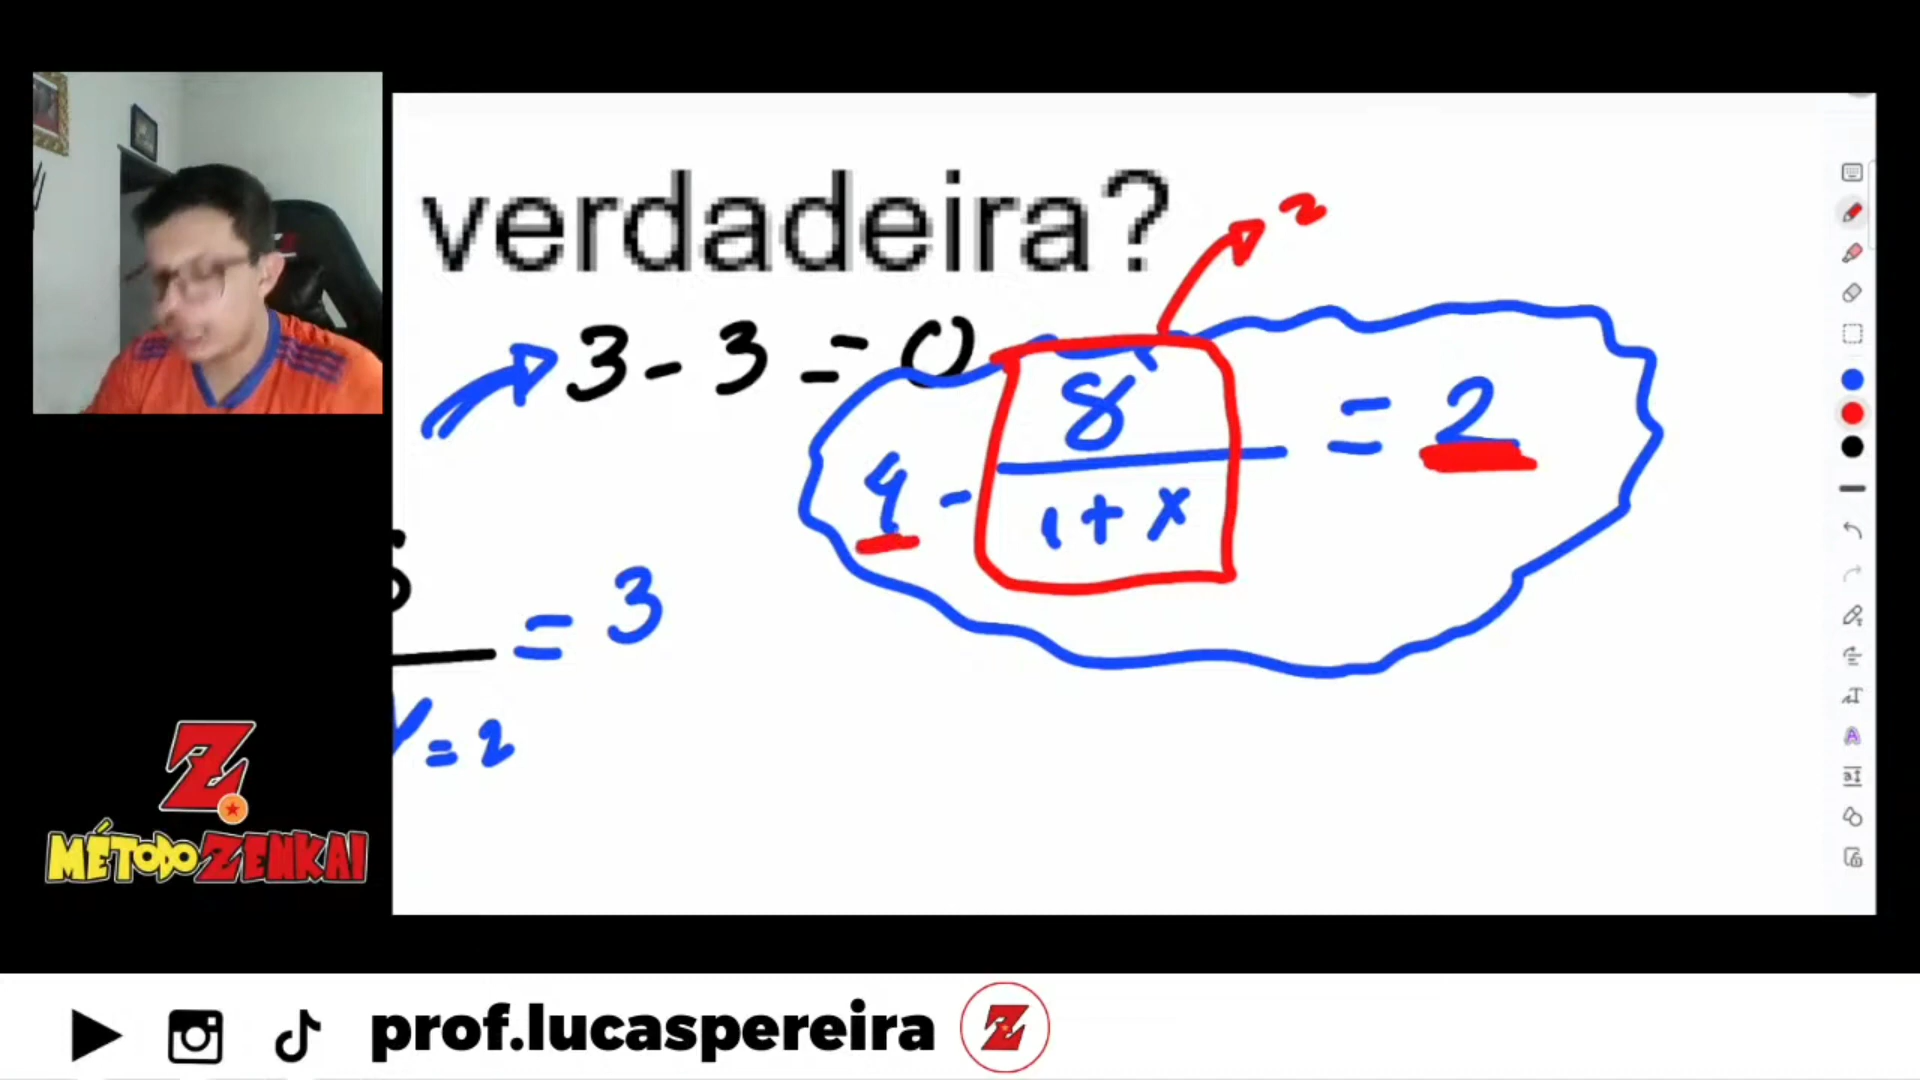 verdadeira?
2
3 - 3 = 0
4 - 8/(1 + x) = 2
= 3
= 2
MÉTODO ZENKAI
prof.lucaspereira
Z